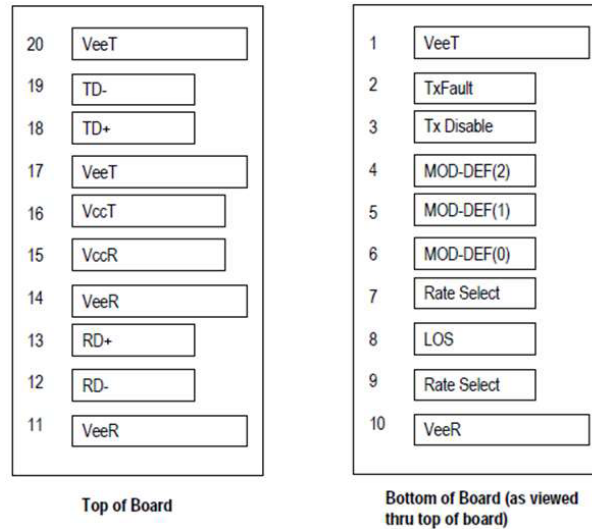 20 VeeT
19 TD-
18 TD+
17 VeeT
16 VccT
15 VccR
14 VeeR
13 RD+
12 RD-
11 VeeR
Top of Board
1 VeeT
2 TxFault
3 Tx Disable
4 MOD-DEF(2)
5 MOD-DEF(1)
6 MOD-DEF(0)
7 Rate Select
8 LOS
9 Rate Select
10 VeeR
Bottom of Board (as viewed
thru top of board)